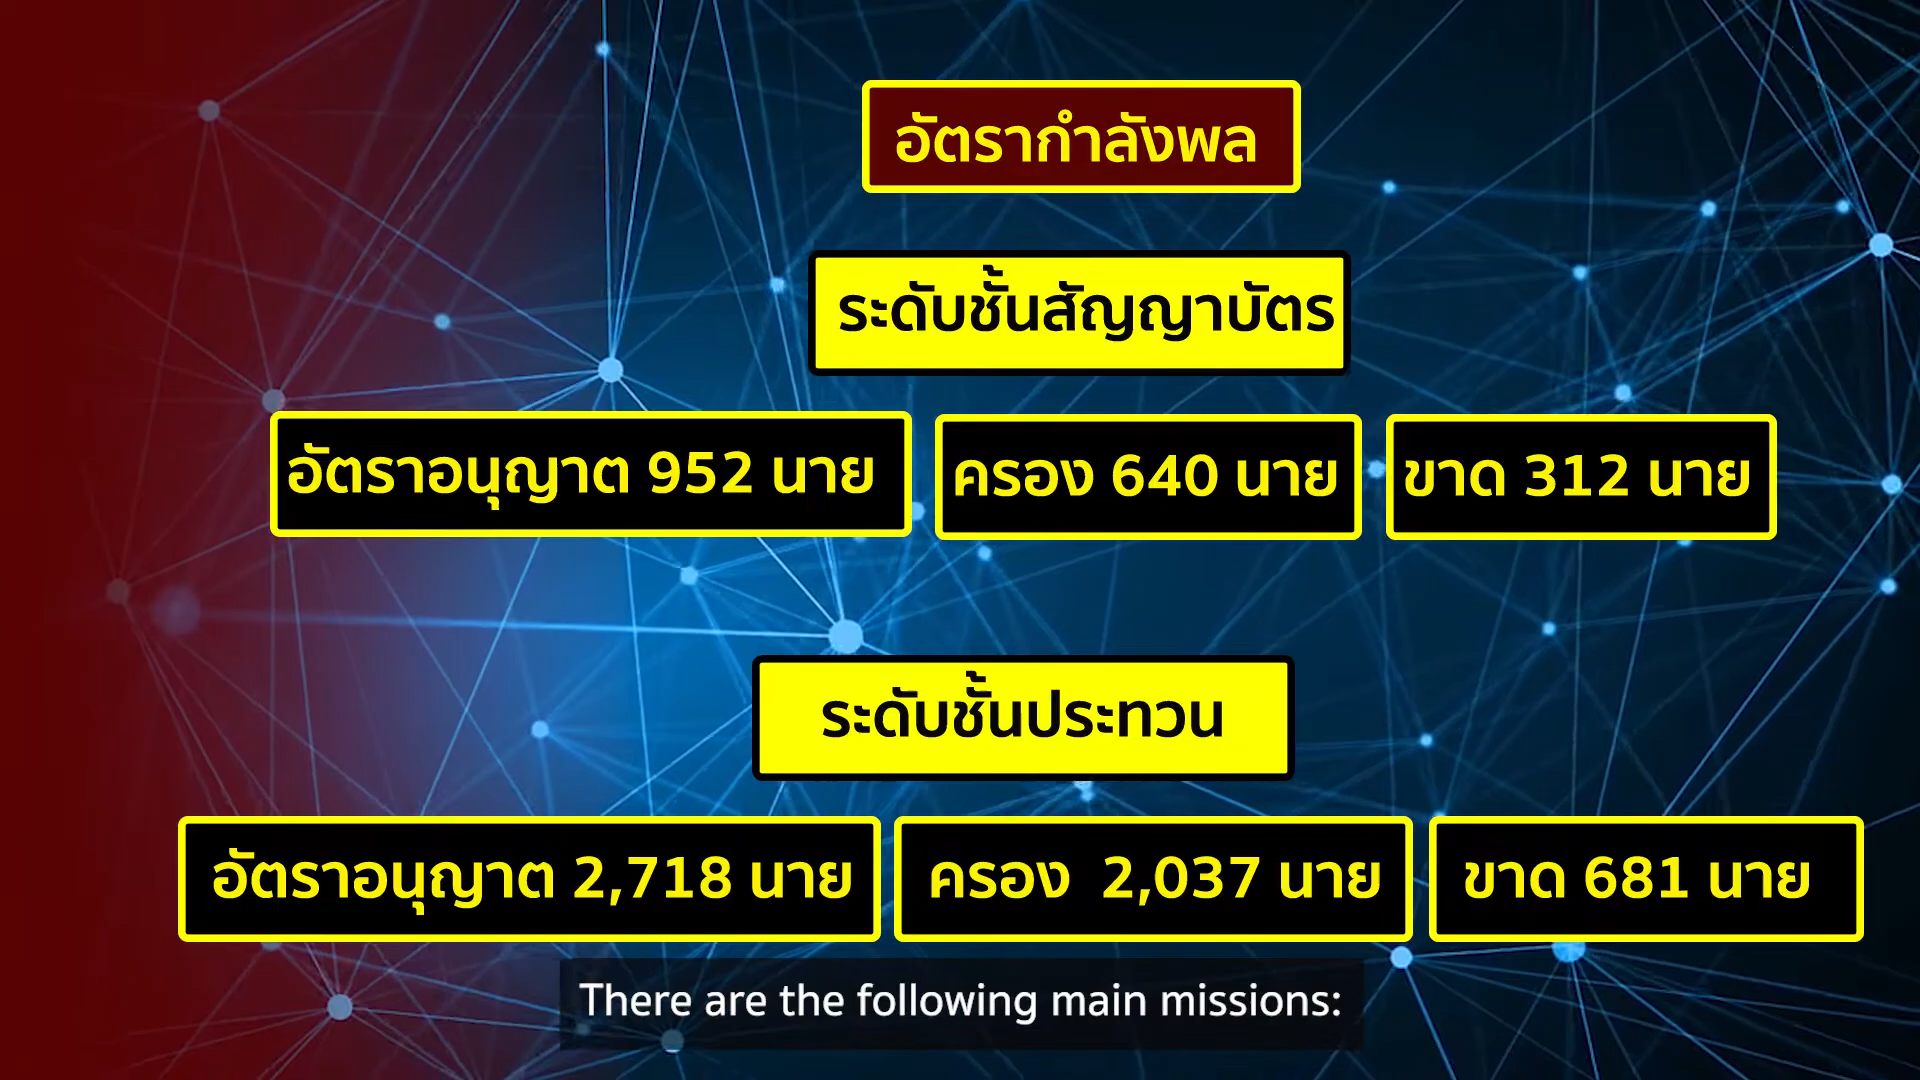 อัตรากำลังพล
ระดับชั้นสัญญาบัตร
อัตราอนุญาต 952 นาย
ครอง 640 นาย
ขาด 312 นาย
ระดับชั้นประทวน
อัตราอนุญาต 2,718 นาย
ครอง 2,037 นาย
ขาด 681 นาย
There are the following main missions: